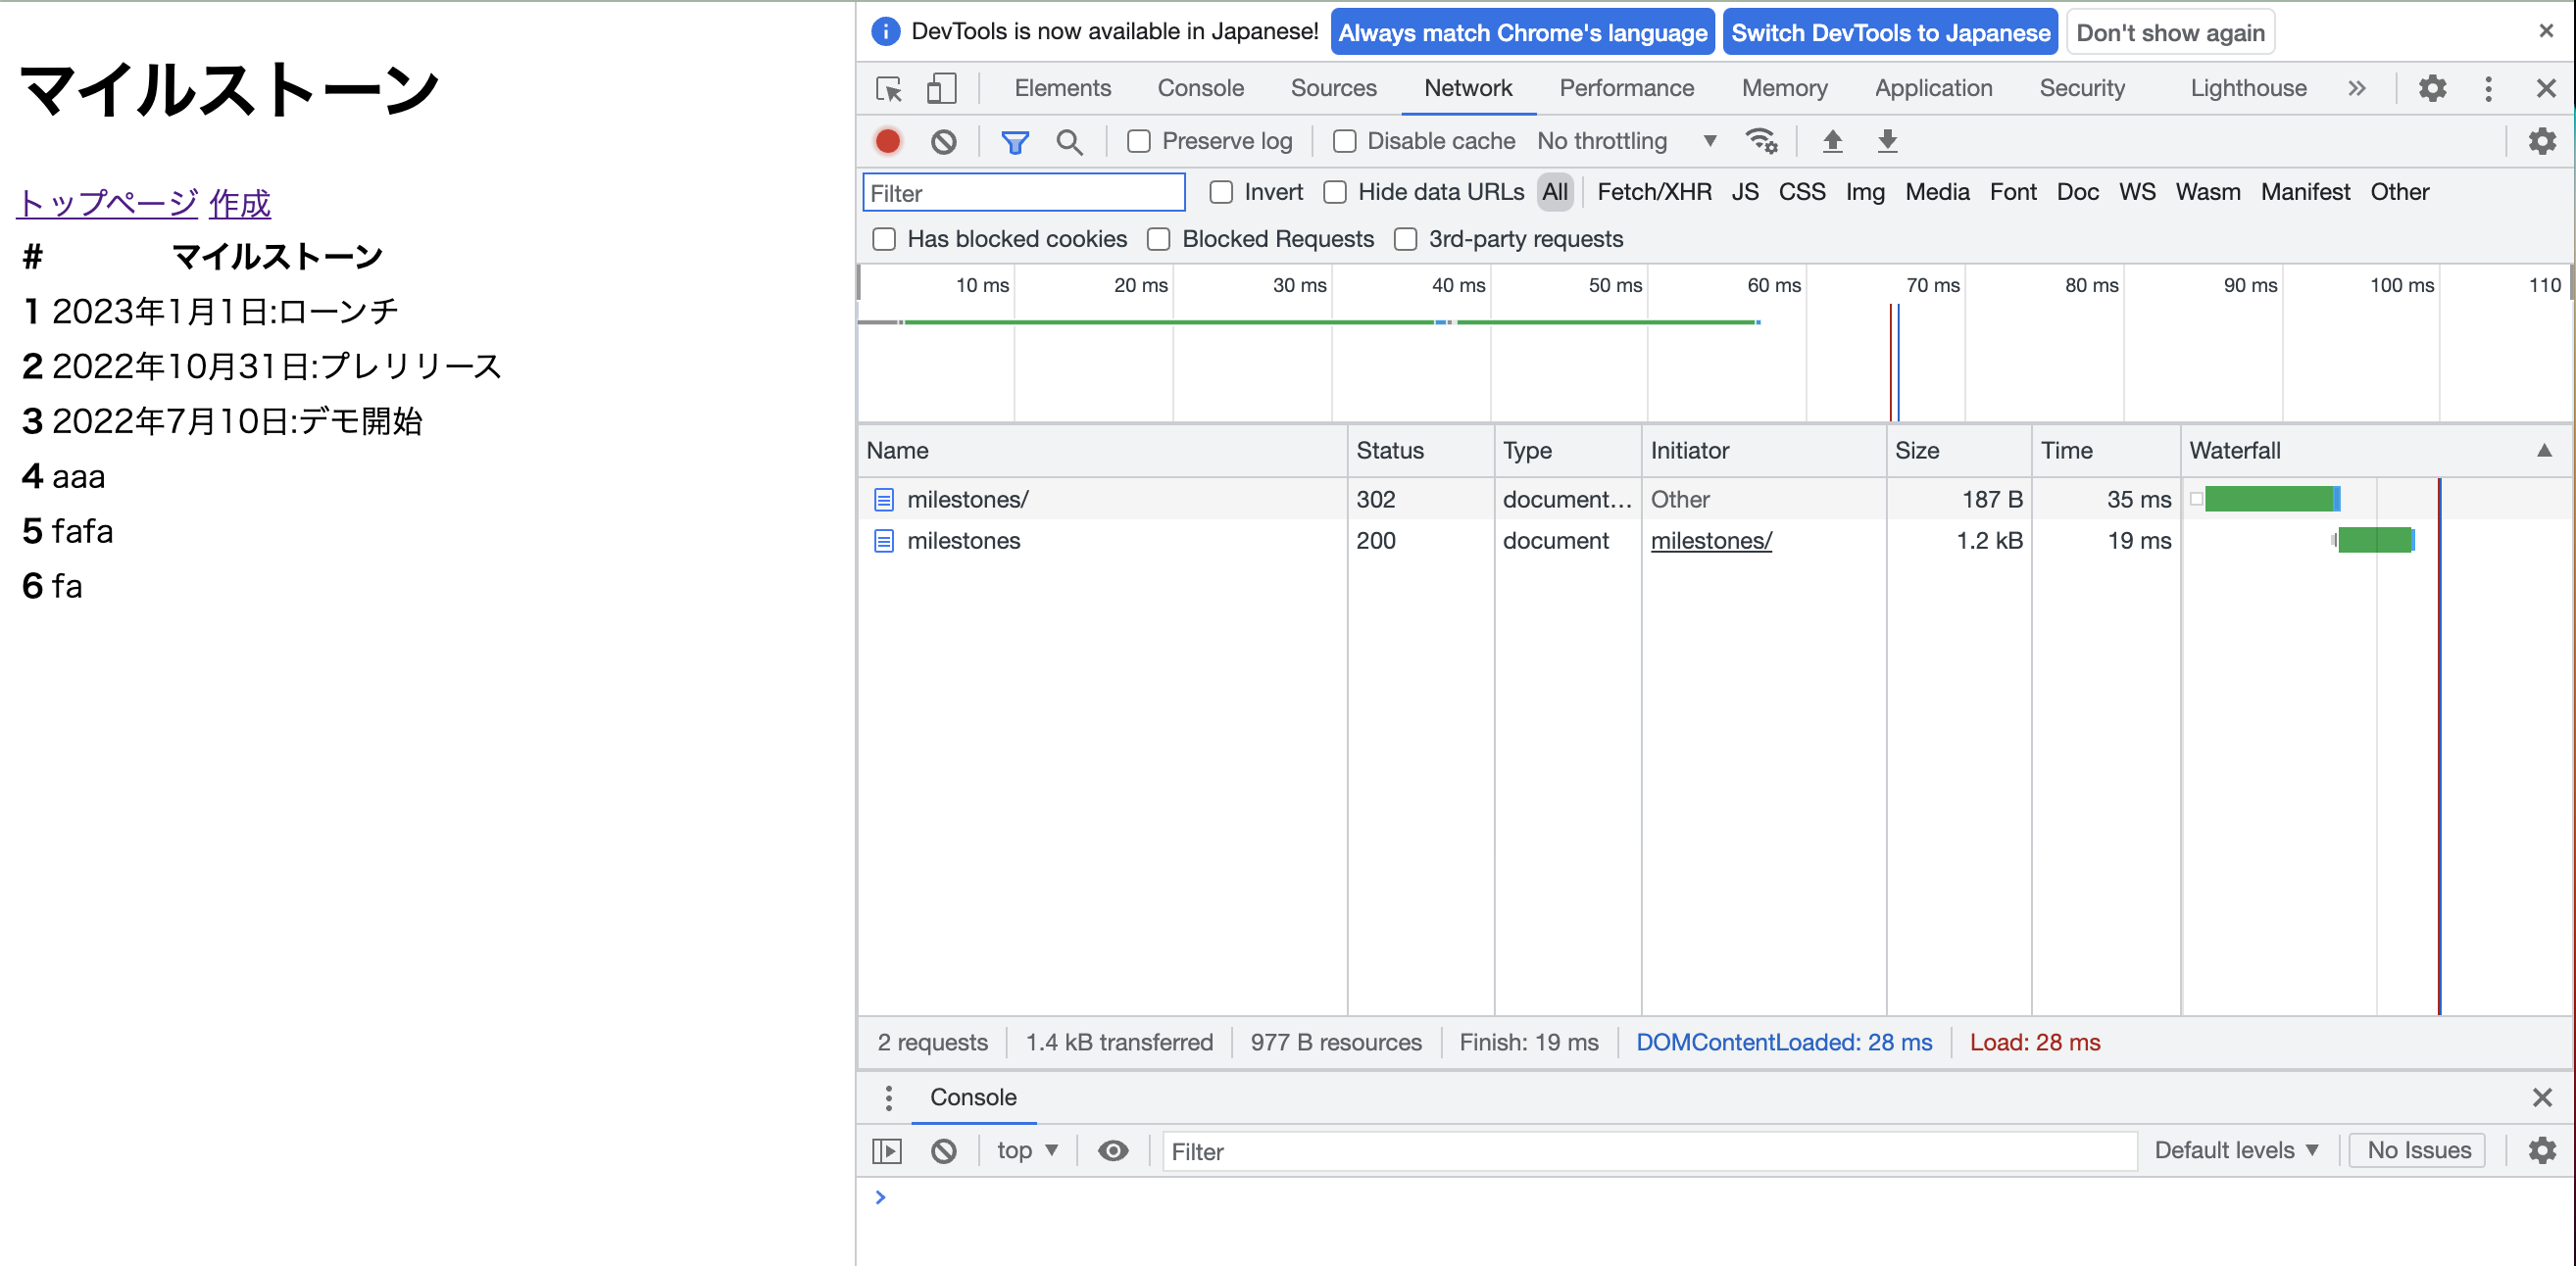 マイルストーン
トップページ 作成
# マイルストーン
1 2023年1月1日:ローンチ
2 2022年10月31日:プレリリース
3 2022年7月10日:デモ開始
4 aaa
5 fafa
6 fa
DevTools is now available in Japanese! Always match Chrome's language Switch DevTools to Japanese Don't show again
Elements Console Sources Network Performance Memory Application Security Lighthouse
Preserve log Disable cache No throttling
Filter Invert Hide data URLs All Fetch/XHR JS CSS Img Media Font Doc WS Wasm Manifest Other
Has blocked cookies Blocked Requests 3rd-party requests
10 ms 20 ms 30 ms 40 ms 50 ms 60 ms 70 ms 80 ms 90 ms 100 ms 110
Name Status Type Initiator Size Time Waterfall
milestones/ 302 document... Other 187 B 35 ms
milestones 200 document milestones/ 1.2 kB 19 ms
2 requests 1.4 kB transferred 977 B resources Finish: 19 ms DOMContentLoaded: 28 ms Load: 28 ms
Console
top Filter Default levels No Issues